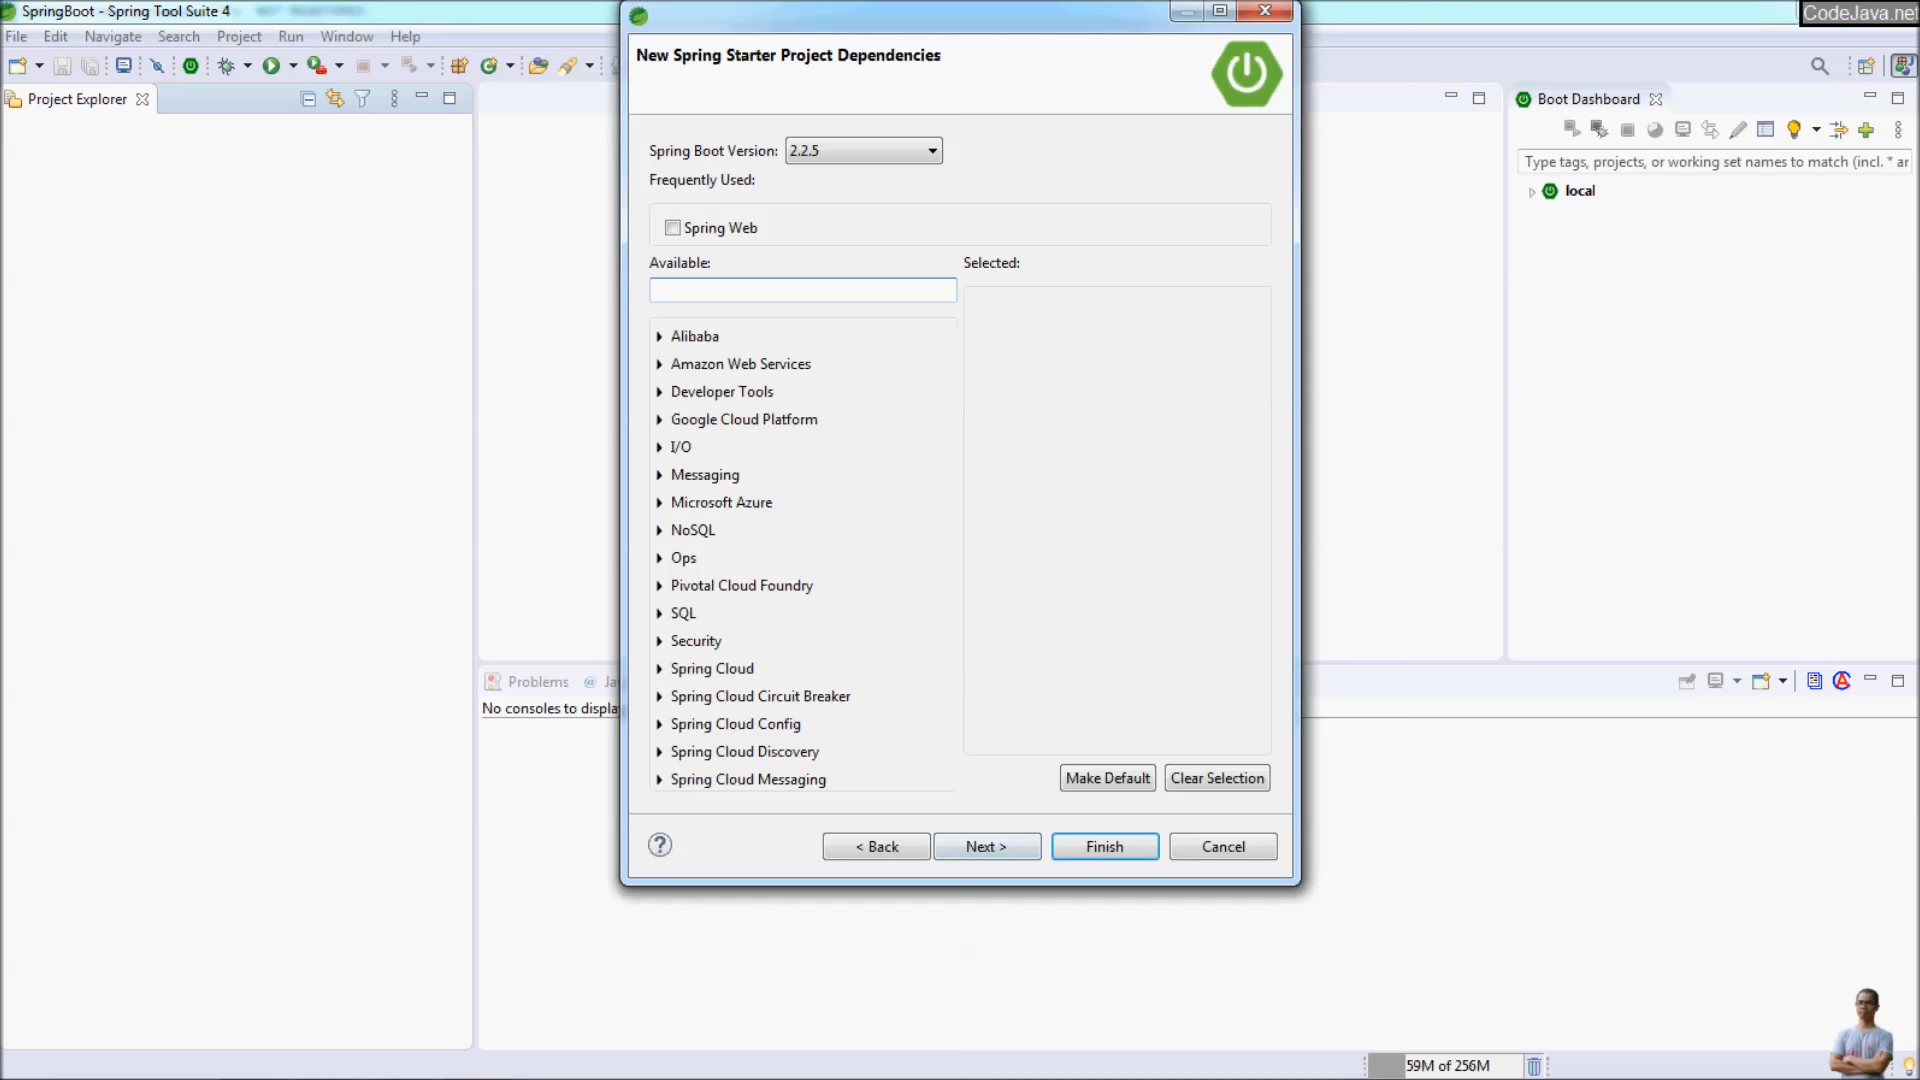 SpringBoot - Spring Tool Suite 4
CodeJava.net
File Edit Navigate Search Project Run Window Help
Project Explorer
New Spring Starter Project Dependencies
Spring Boot Version: 2.2.5
Frequently Used:
Spring Web
Available:
Selected:
Alibaba
Amazon Web Services
Developer Tools
Google Cloud Platform
I/O
Messaging
Microsoft Azure
NoSQL
Ops
Pivotal Cloud Foundry
SQL
Security
Spring Cloud
Spring Cloud Circuit Breaker
Spring Cloud Config
Spring Cloud Discovery
Spring Cloud Messaging
Make Default
Clear Selection
< Back
Next >
Finish
Cancel
Boot Dashboard
Type tags, projects, or working set names to match (incl. * ar
local
Problems @ Ja
No consoles to displa
59M of 256M